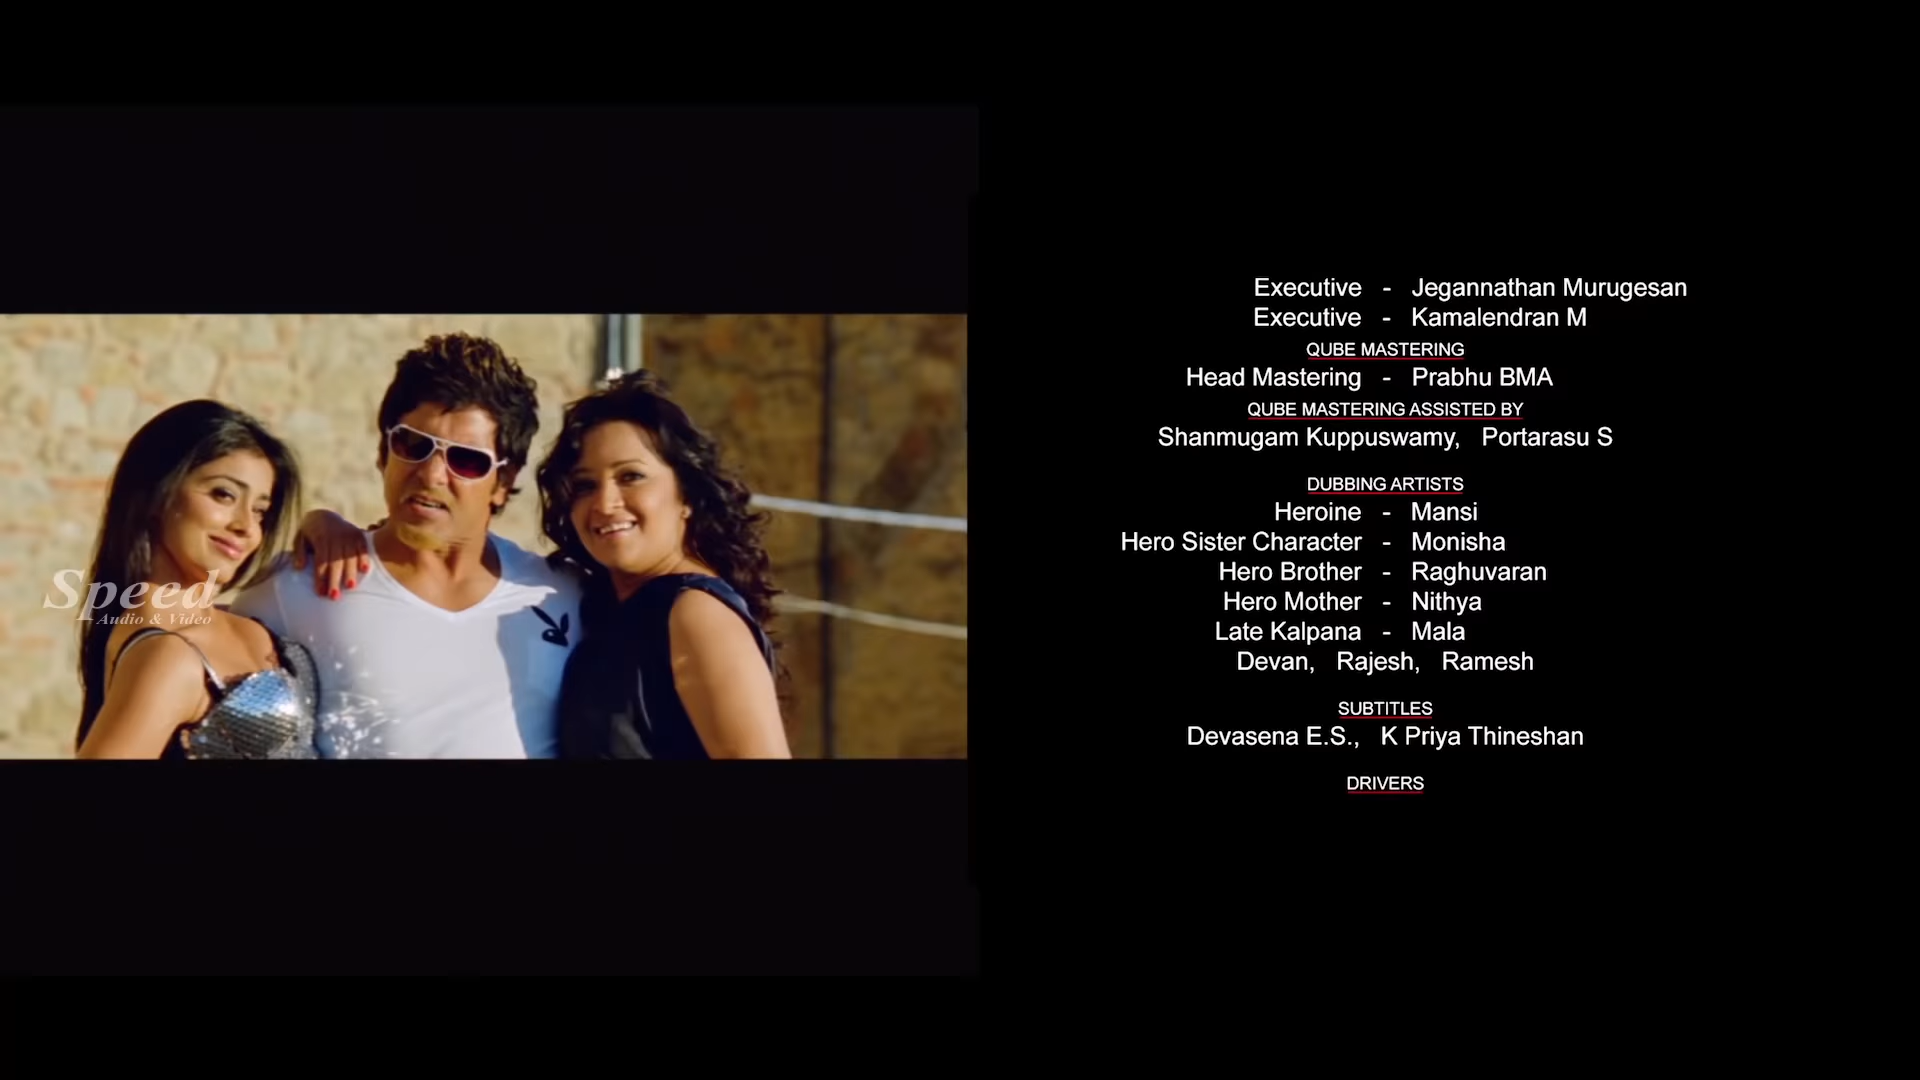 Executive - Jegannathan Murugesan
Executive - Kamalendran M
QUBE MASTERING
Head Mastering - Prabhu BMA
QUBE MASTERING ASSISTED BY
Shanmugam Kuppuswamy, Portarasu S
DUBBING ARTISTS
Heroine - Mansi
Hero Sister Character - Monisha
Hero Brother - Raghuvaran
Hero Mother - Nithya
Late Kalpana - Mala
Devan, Rajesh, Ramesh
SUBTITLES
Devasena E.S., K Priya Thineshan
DRIVERS
Speed
Audio & Video